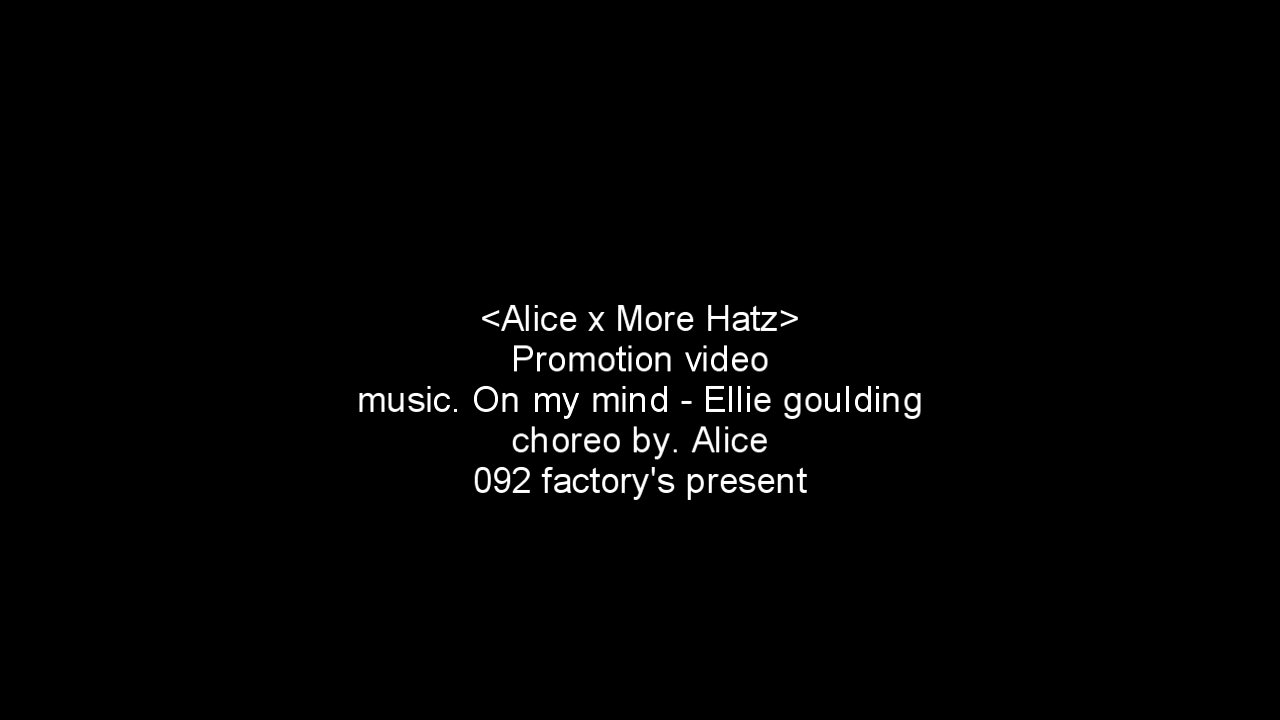 <Alice x More Hatz>
Promotion video
music. On my mind - Ellie goulding
choreo by. Alice
092 factory's present